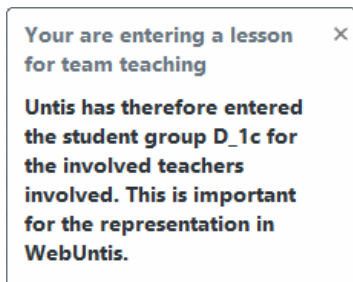 Your are entering a lesson
for team teaching
Untis has therefore entered
the student group D_1c for
the involved teachers
involved. This is important
for the representation in
WebUntis.